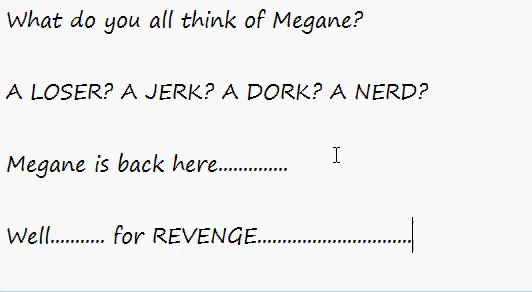 What do you all think of Megane?
A LOSER? A JERK? A DORK? A NERD?
Megane is back here..............
Well........... for REVENGE...............................